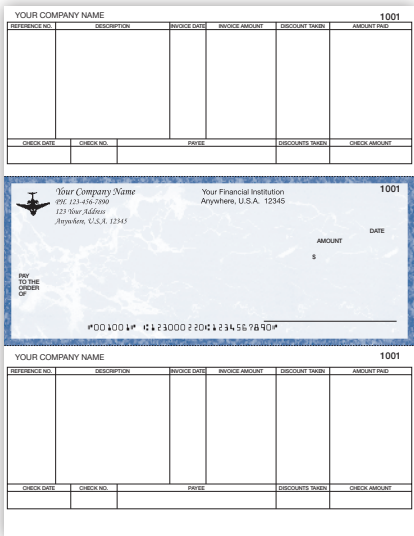 YOUR COMPANY NAME 1001
REFERENCE NO. DESCRIPTION INVOICE DATE INVOICE AMOUNT DISCOUNT TAKEN AMOUNT PAID
CHECK DATE CHECK NO. PAYEE DISCOUNTS TAKEN CHECK AMOUNT
Your Company Name Your Financial Institution 1001
PH. 123-456-7890 Anywhere, U.S.A. 12345
123 Your Address
Anywhere, U.S.A. 12345
DATE
AMOUNT
$
PAY
TO THE
ORDER
OF
⑈001001⑈ ⑆123000220⑆1234567890⑈
YOUR COMPANY NAME 1001
REFERENCE NO. DESCRIPTION INVOICE DATE INVOICE AMOUNT DISCOUNT TAKEN AMOUNT PAID
CHECK DATE CHECK NO. PAYEE DISCOUNTS TAKEN CHECK AMOUNT